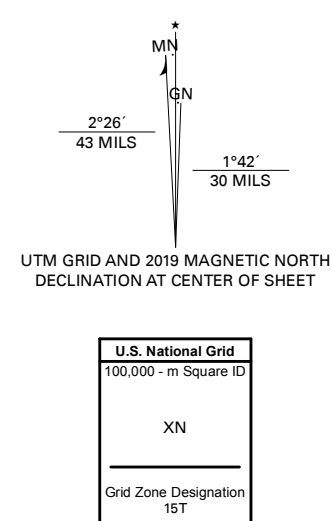 ★
MN
GN
2°26´
43 MILS
1°42´
30 MILS
UTM GRID AND 2019 MAGNETIC NORTH
DECLINATION AT CENTER OF SHEET
U.S. National Grid
100,000 - m Square ID
XN
Grid Zone Designation
15T